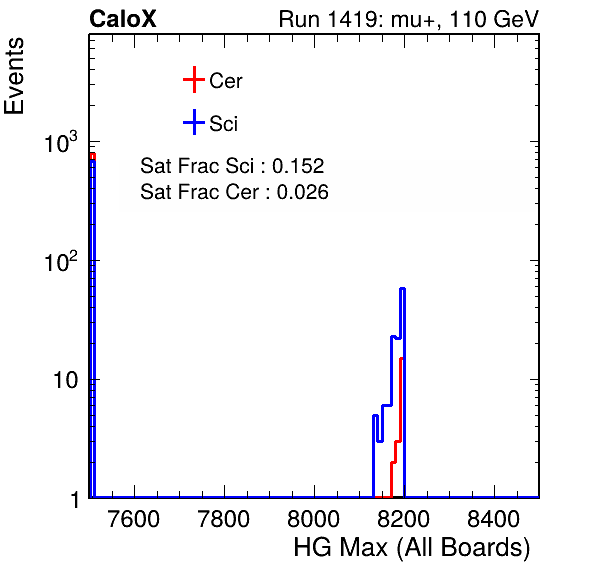 CaloX Run 1419: mu+, 110 GeV
Events
Cer
Sci
Sat Frac Sci : 0.152
Sat Frac Cer : 0.026
10³
10²
10
1
7600 7800 8000 8200 8400
HG Max (All Boards)